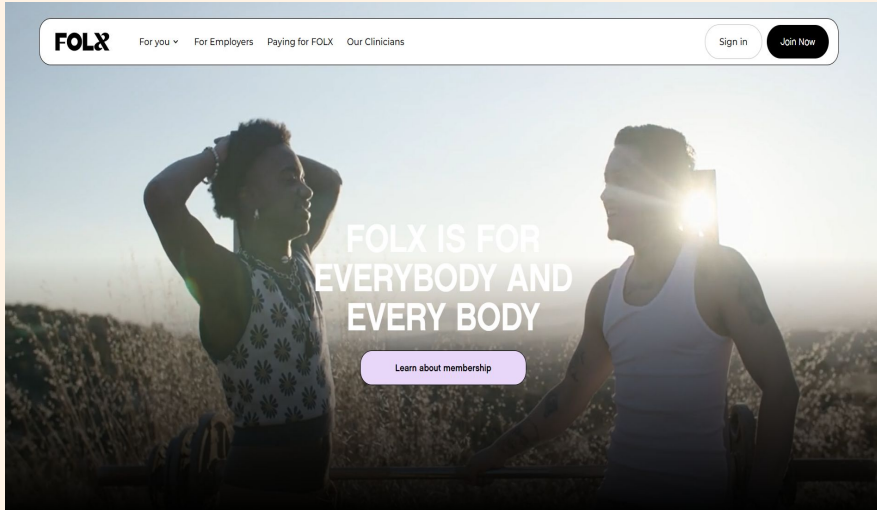 FOLX
For you
For Employers
Paying for FOLX
Our Clinicians
Sign in
Join Now
FOLX IS FOR
EVERYBODY AND
EVERY BODY
Learn about membership